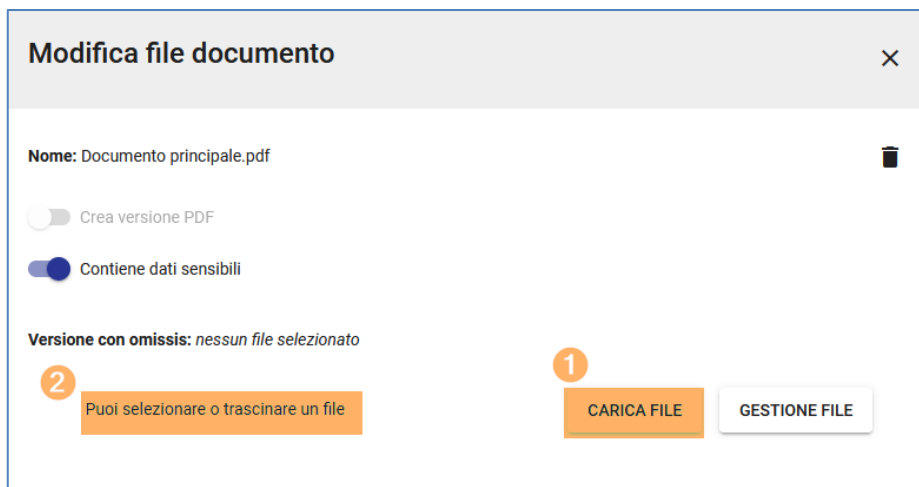 Modifica file documento
Nome: Documento principale.pdf
Crea versione PDF
Contiene dati sensibili
Versione con omissis: nessun file selezionato
1
2
Puoi selezionare o trascinare un file
CARICA FILE
GESTIONE FILE